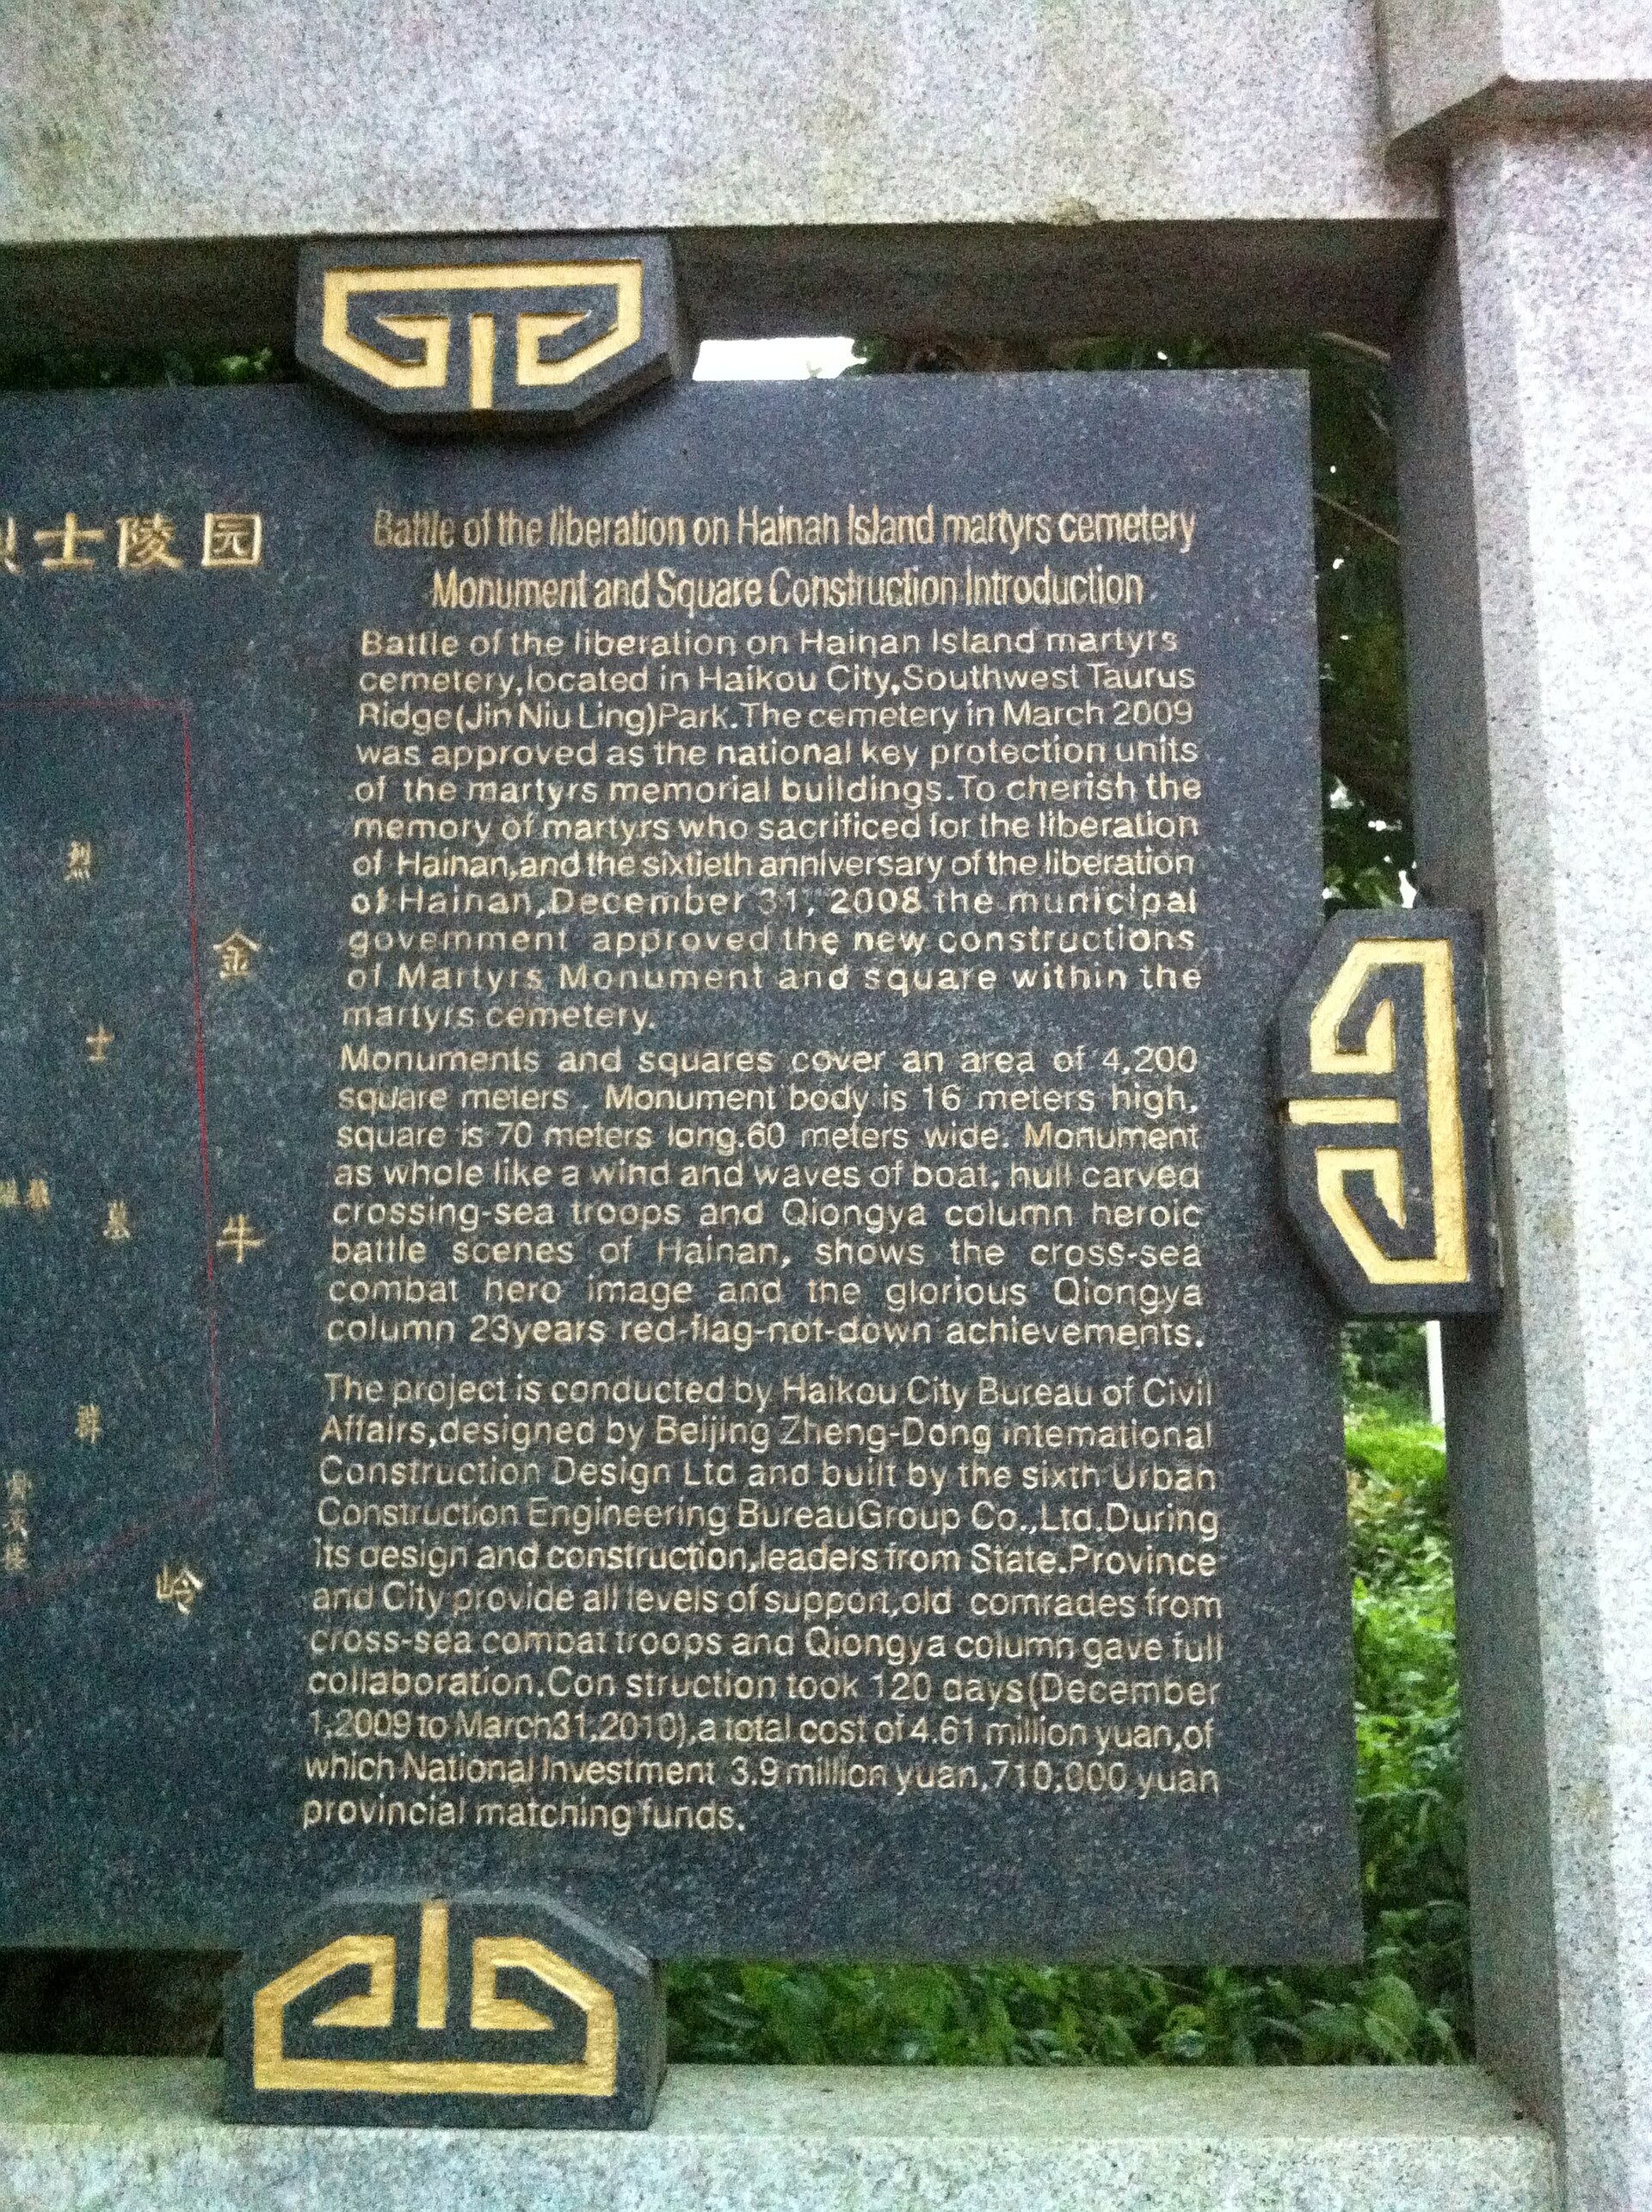 士陵园
烈
金
士
墓
牛
群
岭
Battle of the liberation on Hainan Island martyrs cemetery
Monument and Square Construction Introduction
Battle of the liberation on Hainan Island martyrs
cemetery,located in Haikou City,Southwest Taurus
Ridge(Jin Niu Ling)Park.The cemetery in March 2009
was approved as the national key protection units
of the martyrs memorial buildings.To cherish the
memory of martyrs who sacrificed for the liberation
of Hainan,and the sixtieth anniversary of the liberation
of Hainan,December 31, 2008.the municipal
government approved the new constructions
of Martyrs Monument and square within the
martyrs cemetery.
Monuments and squares cover an area of 4,200
square meters . Monument body is 16 meters high,
square is 70 meters long.60 meters wide. Monument
as whole like a wind and waves of boat, hull carved
crossing-sea troops and Qiongya column heroic
battle scenes of Hainan, shows the cross-sea
combat hero image and the glorious Qiongya
column 23years red-flag-not-down achievements.
The project is conducted by Haikou City Bureau of Civil
Affairs,designed by Beijing Zheng-Dong international
Construction Design Ltd and built by the sixth Urban
Construction Engineering BureauGroup Co.,Ltd.During
its design and construction,leaders from State.Province
and City provide all levels of support,old comrades from
cross-sea combat troops and Qiongya column gave full
collaboration.Con struction took 120 days(December
1,2009 to March31,2010),a total cost of 4.61 million yuan,of
which National Investment 3.9 million yuan,710,000 yuan
provincial matching funds.